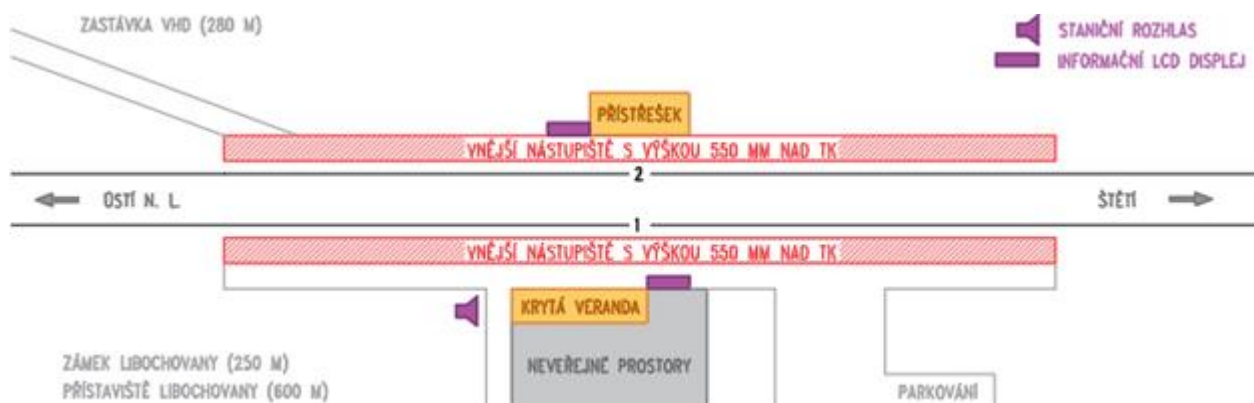 ZASTÁVKA VHD (280 M)
STANIČNÍ ROZHLAS
INFORMAČNÍ LCD DISPLEJ
PŘÍSTŘEŠEK
VNĚJŠÍ NÁSTUPIŠTĚ S VÝŠKOU 550 MM NAD TK
2
ÚSTÍ N. L.
ŠTĚTÍ
1
VNĚJŠÍ NÁSTUPIŠTĚ S VÝŠKOU 550 MM NAD TK
KRYTÁ VERANDA
NEVEŘEJNÉ PROSTORY
ZÁMEK LIBOCHOVANY (250 M)
PŘÍSTAVIŠTĚ LIBOCHOVANY (600 M)
PARKOVÁNÍ